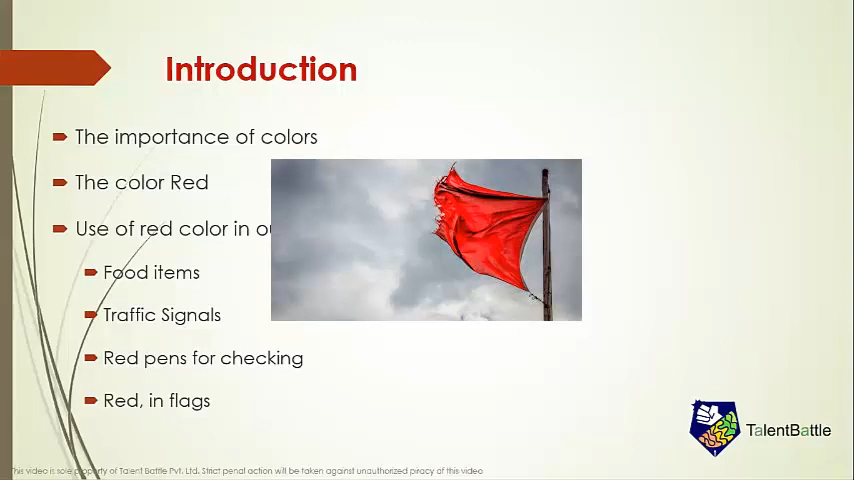 Introduction
The importance of colors
The color Red
Use of red color in
Food items
Traffic Signals
Red pens for checking
Red, in flags
TalentBattle
This video is sole property of Talent Battle Pvt. Ltd. Strict penal action will be taken against unauthorized piracy of this video